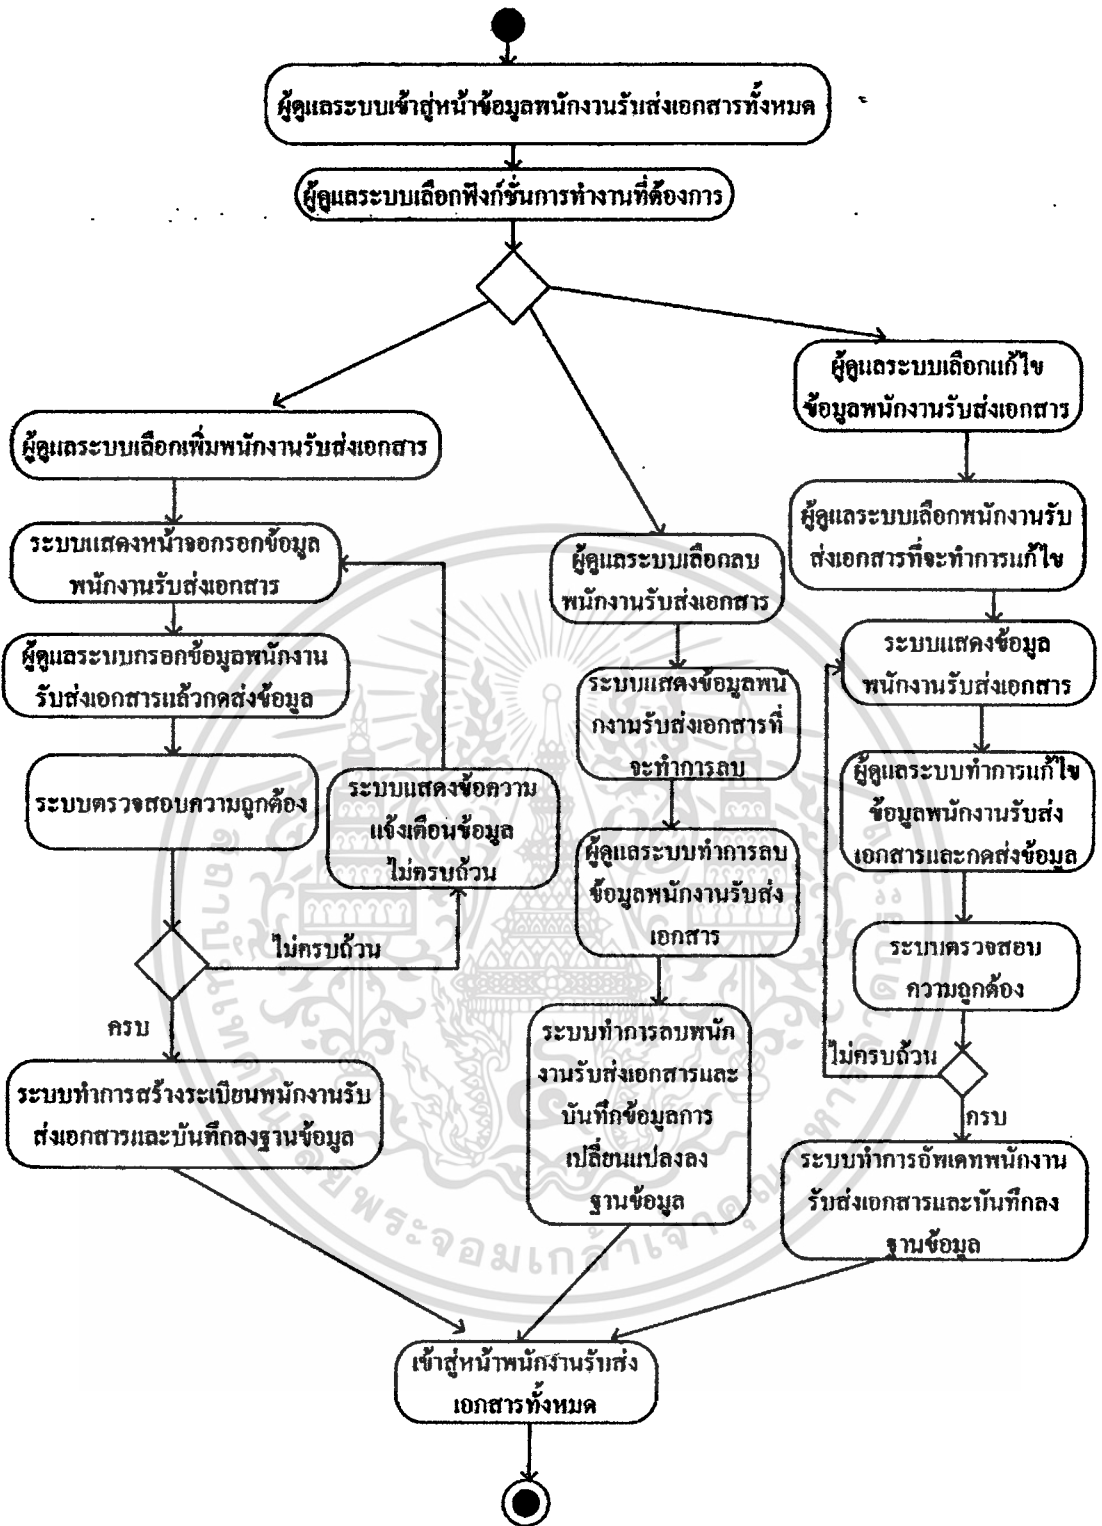 ผู้ดูแลระบบเข้าสู่หน้าข้อมูลพนักงานรับส่งเอกสารทั้งหมด
ผู้ดูแลระบบเลือกฟังก์ชั่นการทำงานที่ต้องการ
ผู้ดูแลระบบเลือกเพิ่มพนักงานรับส่งเอกสาร
ระบบแสดงหน้าจอกรอกข้อมูล
พนักงานรับส่งเอกสาร
ผู้ดูแลระบบกรอกข้อมูลพนักงาน
รับส่งเอกสารแล้วกดส่งข้อมูล
ระบบตรวจสอบความถูกต้อง
ระบบแสดงข้อความ
แจ้งเตือนข้อมูล
ไม่ครบถ้วน
ไม่ครบถ้วน
ครบ
ระบบทำการสร้างระเบียนพนักงานรับ
ส่งเอกสารและบันทึกลงฐานข้อมูล
ผู้ดูแลระบบเลือกลบ
พนักงานรับส่งเอกสาร
ระบบแสดงข้อมูลพนั
กงานรับส่งเอกสารที่
จะทำการลบ
ผู้ดูแลระบบทำการลบ
ข้อมูลพนักงานรับส่ง
เอกสาร
ระบบทำการลบพนัก
งานรับส่งเอกสารและ
บันทึกข้อมูลการ
เปลี่ยนแปลงลง
ฐานข้อมูล
ผู้ดูแลระบบเลือกแก้ไข
ข้อมูลพนักงานรับส่งเอกสาร
ผู้ดูแลระบบเลือกพนักงานรับ
ส่งเอกสารที่จะทำการแก้ไข
ระบบแสดงข้อมูล
พนักงานรับส่งเอกสาร
ผู้ดูแลระบบทำการแก้ไข
ข้อมูลพนักงานรับส่ง
เอกสารและกดส่งข้อมูล
ระบบตรวจสอบ
ความถูกต้อง
ไม่ครบถ้วน
ครบ
ระบบทำการอัพเดทพนักงาน
รับส่งเอกสารและบันทึกลง
ฐานข้อมูล
เข้าสู่หน้าพนักงานรับส่ง
เอกสารทั้งหมด